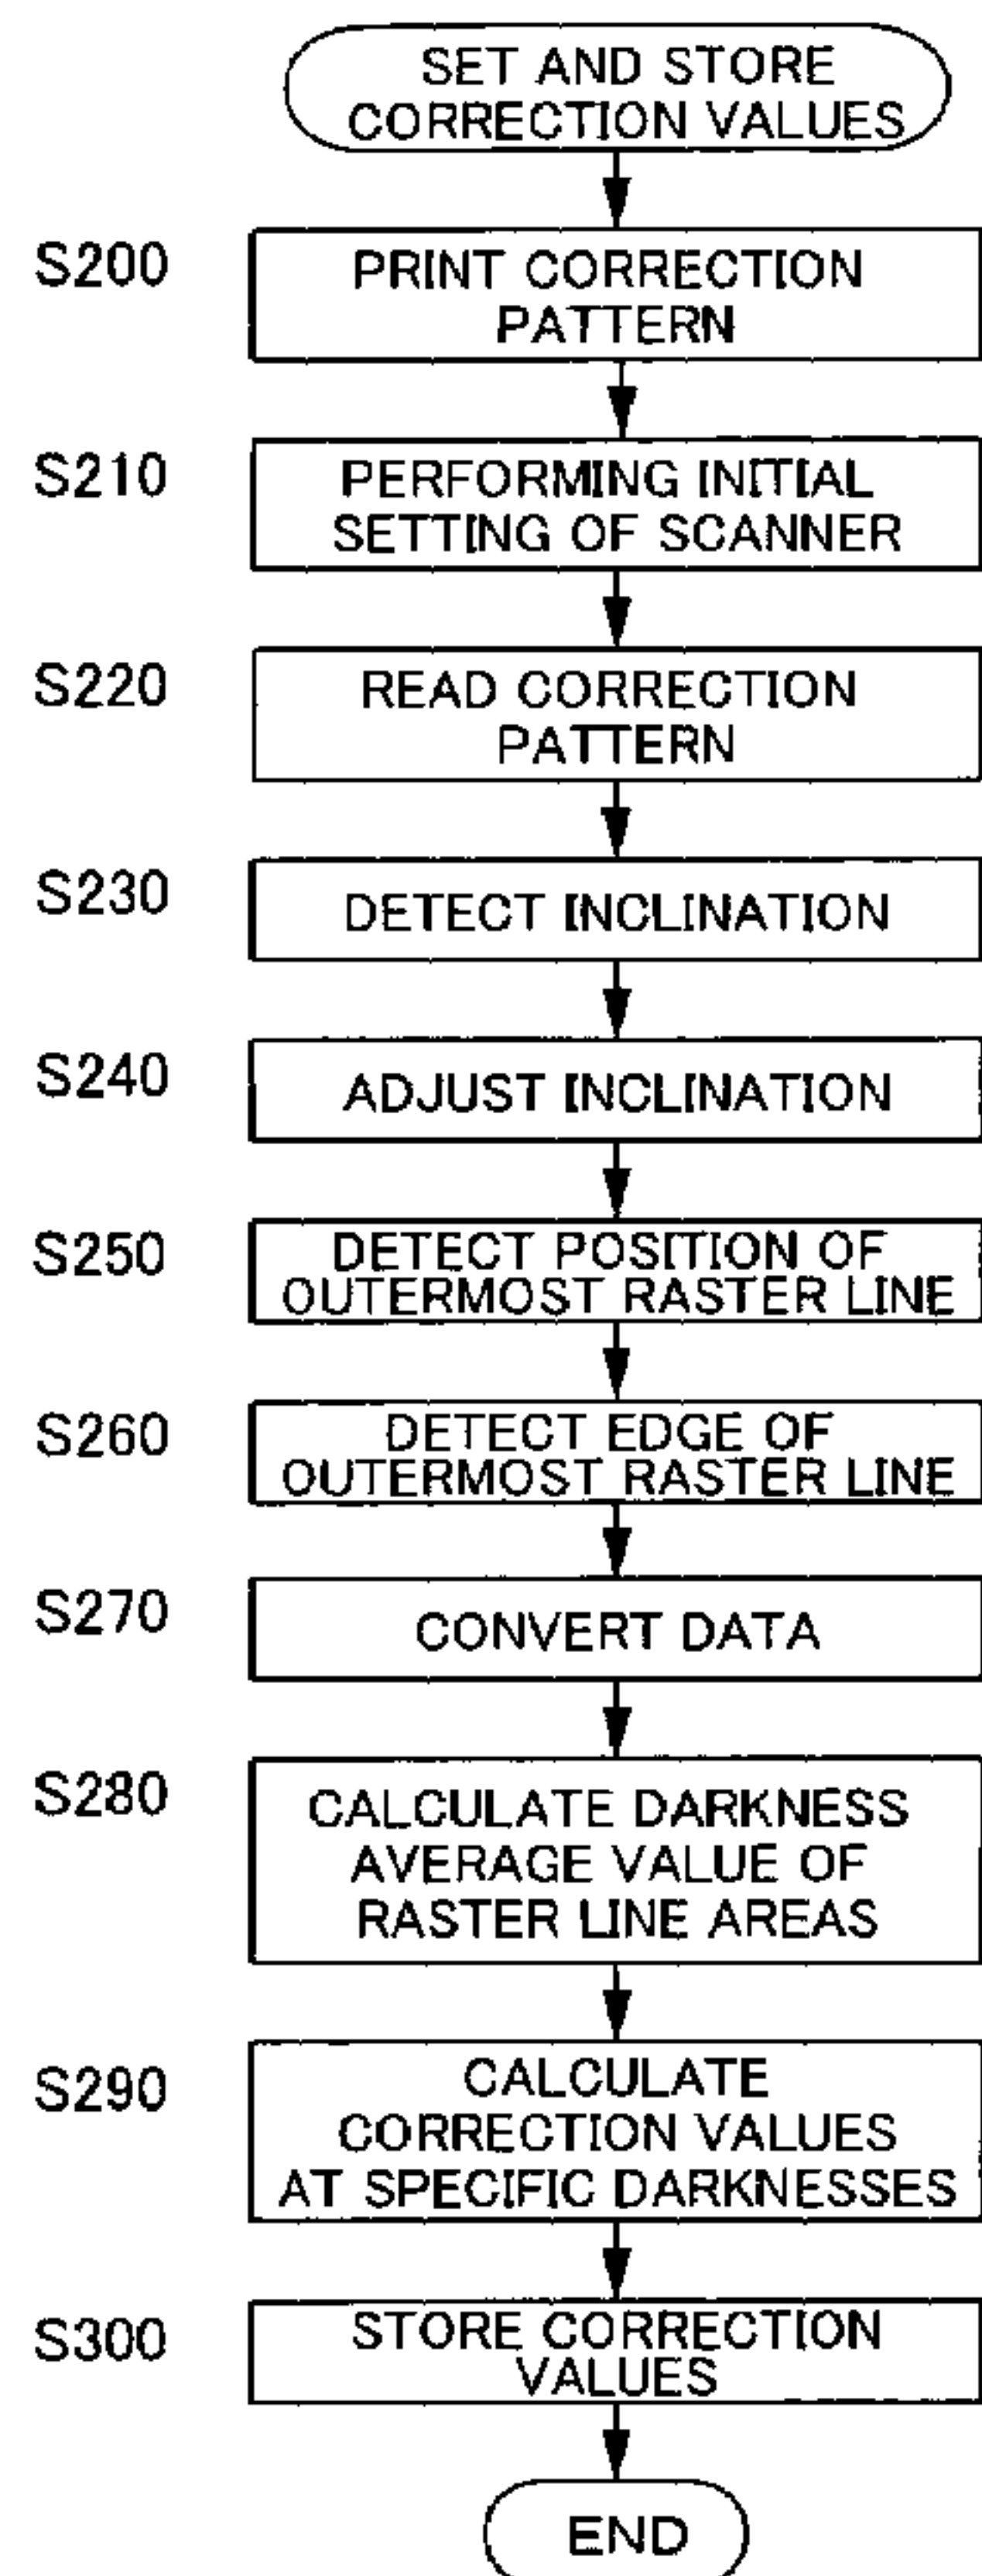 SET AND STORE
CORRECTION VALUES
S200
PRINT CORRECTION
PATTERN
S210
PERFORMING INITIAL
SETTING OF SCANNER
S220
READ CORRECTION
PATTERN
S230
DETECT INCLINATION
S240
ADJUST INCLINATION
S250
DETECT POSITION OF
OUTERMOST RASTER LINE
S260
DETECT EDGE OF
OUTERMOST RASTER LINE
S270
CONVERT DATA
S280
CALCULATE DARKNESS
AVERAGE VALUE OF
RASTER LINE AREAS
S290
CALCULATE
CORRECTION VALUES
AT SPECIFIC DARKNESSES
S300
STORE CORRECTION
VALUES
END